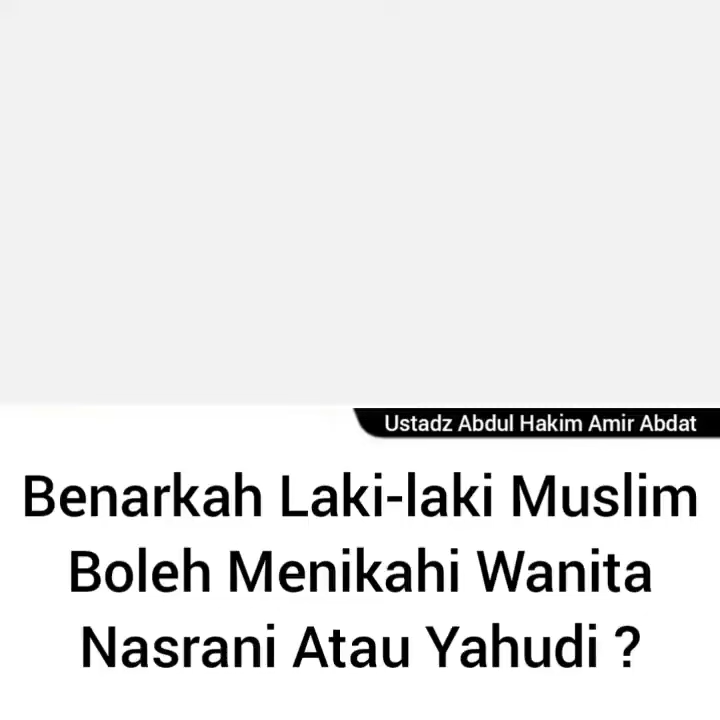 Ustadz Abdul Hakim Amir Abdat
Benarkah Laki-laki Muslim
Boleh Menikahi Wanita
Nasrani Atau Yahudi ?